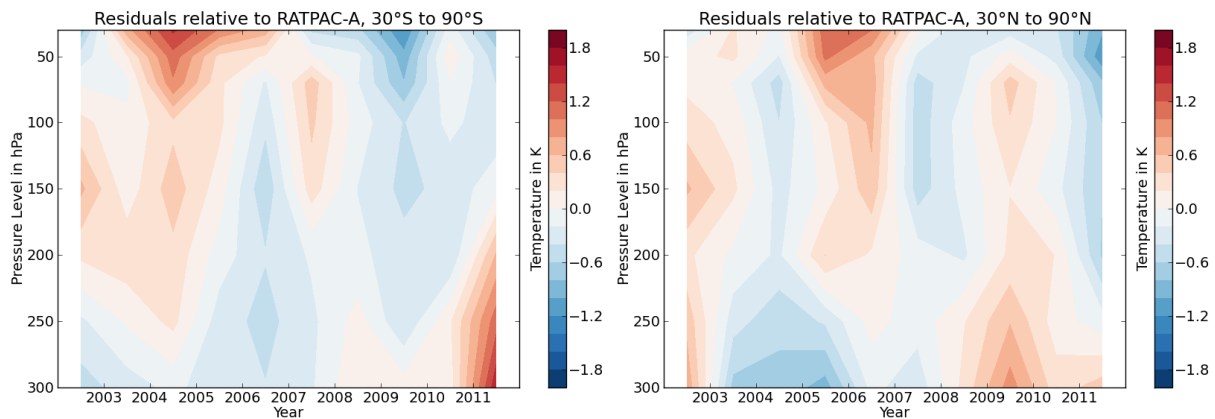 Residuals relative to RATPAC-A, 30°S to 90°S
Pressure Level in hPa
50
100
150
200
250
300
2003 2004 2005 2006 2007 2008 2009 2010 2011
Year
1.8
1.2
0.6
0.0
−0.6
−1.2
−1.8
Temperature in K
Residuals relative to RATPAC-A, 30°N to 90°N
Pressure Level in hPa
50
100
150
200
250
300
2003 2004 2005 2006 2007 2008 2009 2010 2011
Year
1.8
1.2
0.6
0.0
−0.6
−1.2
−1.8
Temperature in K